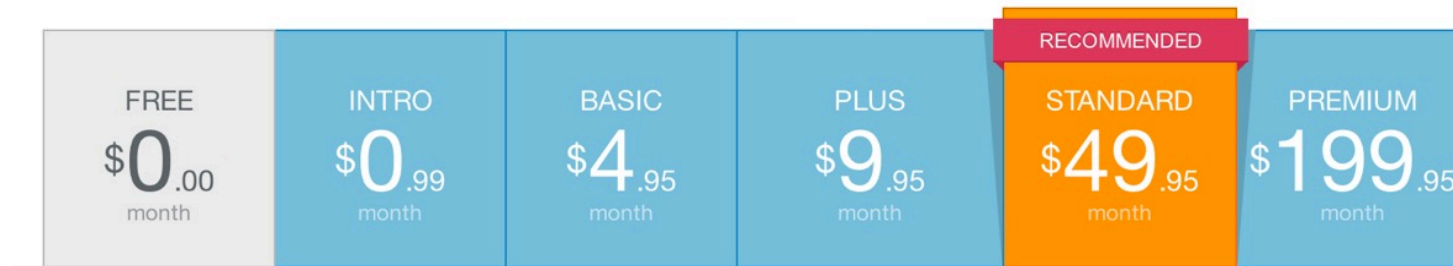 RECOMMENDED
FREE
$0.00
month
INTRO
$0.99
month
BASIC
$4.95
month
PLUS
$9.95
month
STANDARD
$49.95
month
PREMIUM
$199.95
month